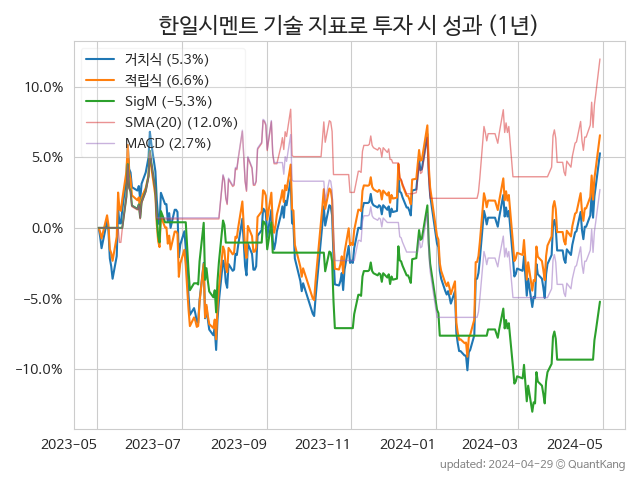 한일시멘트 기술 지표로 투자 시 성과 (1년)
거치식 (5.3%)
적립식 (6.6%)
SigM (−5.3%)
SMA(20) (12.0%)
MACD (2.7%)
10.0%
5.0%
0.0%
−5.0%
−10.0%
2023-05 2023-07 2023-09 2023-11 2024-01 2024-03 2024-05
updated: 2024-04-29 © QuantKang